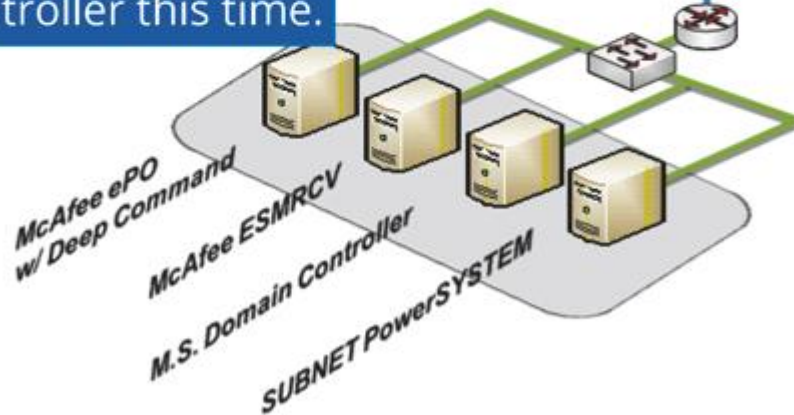 troller this time.
McAfee ePO
w/ Deep Command
McAfee ESMRCV
M.S. Domain Controller
SUBNET PowerSYSTEM